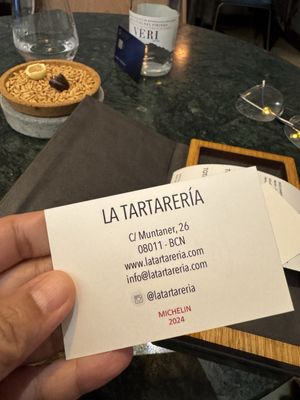 VERI
LA TARTARERÍA
C/ Muntaner, 26
08011 - BCN
www.latartareria.com
info@latartareria.com
@latartareria
MICHELIN
2024